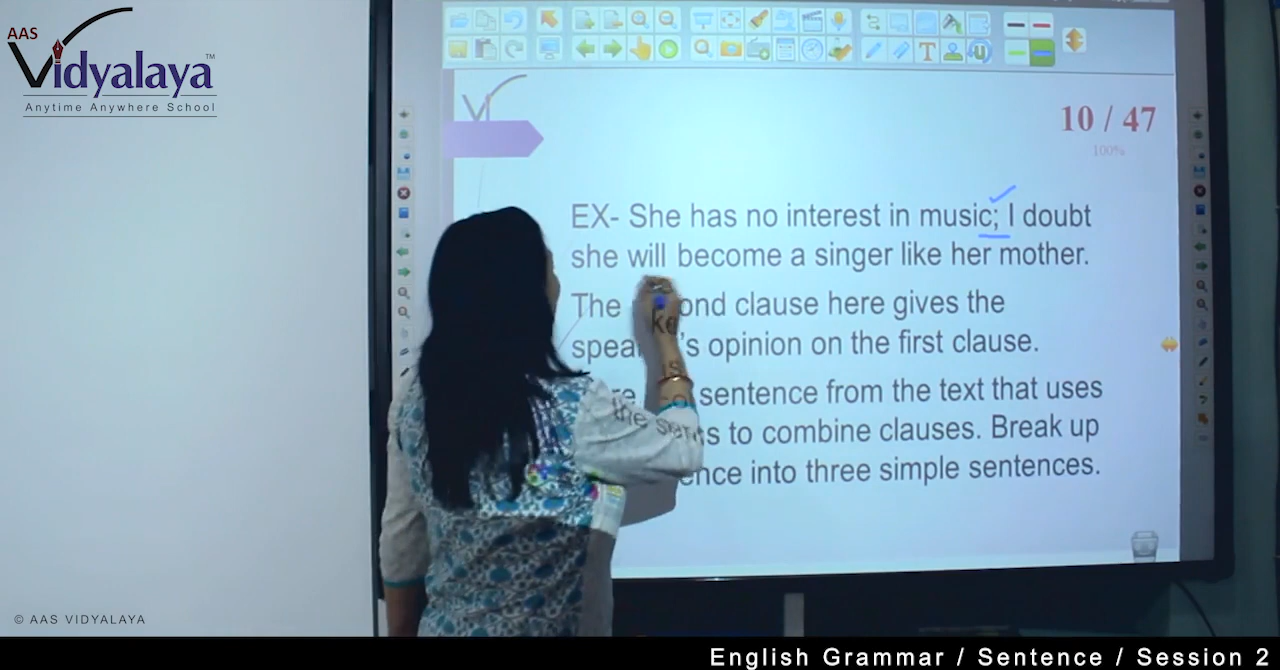 AAS
Vidyalaya™
Anytime Anywhere School
10 / 47
100%
EX- She has no interest in music; I doubt
she will become a singer like her mother.
The ond clause here gives the
spea 's opinion on the first clause.
sentence from the text that uses
to combine clauses. Break up
into three simple sentences.
© AAS VIDYALAYA
English Grammar / Sentence / Session 2